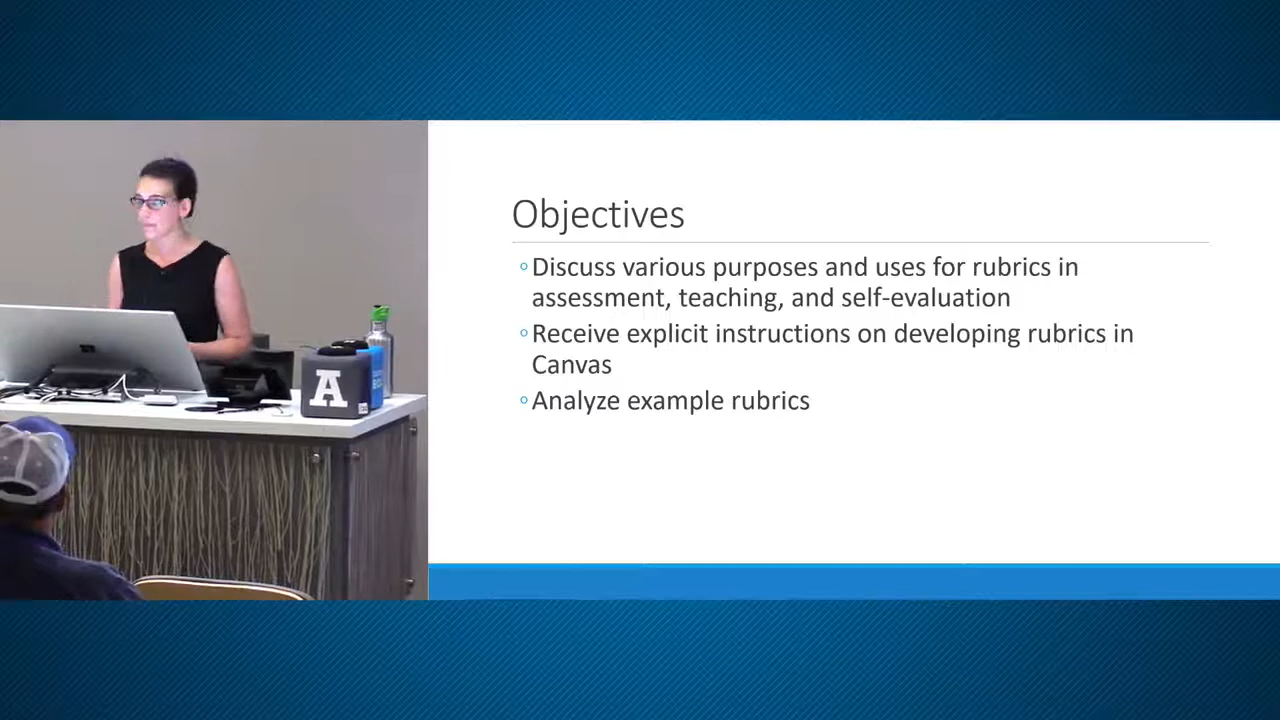 Objectives
◦Discuss various purposes and uses for rubrics in
assessment, teaching, and self-evaluation
◦Receive explicit instructions on developing rubrics in
Canvas
◦Analyze example rubrics
A